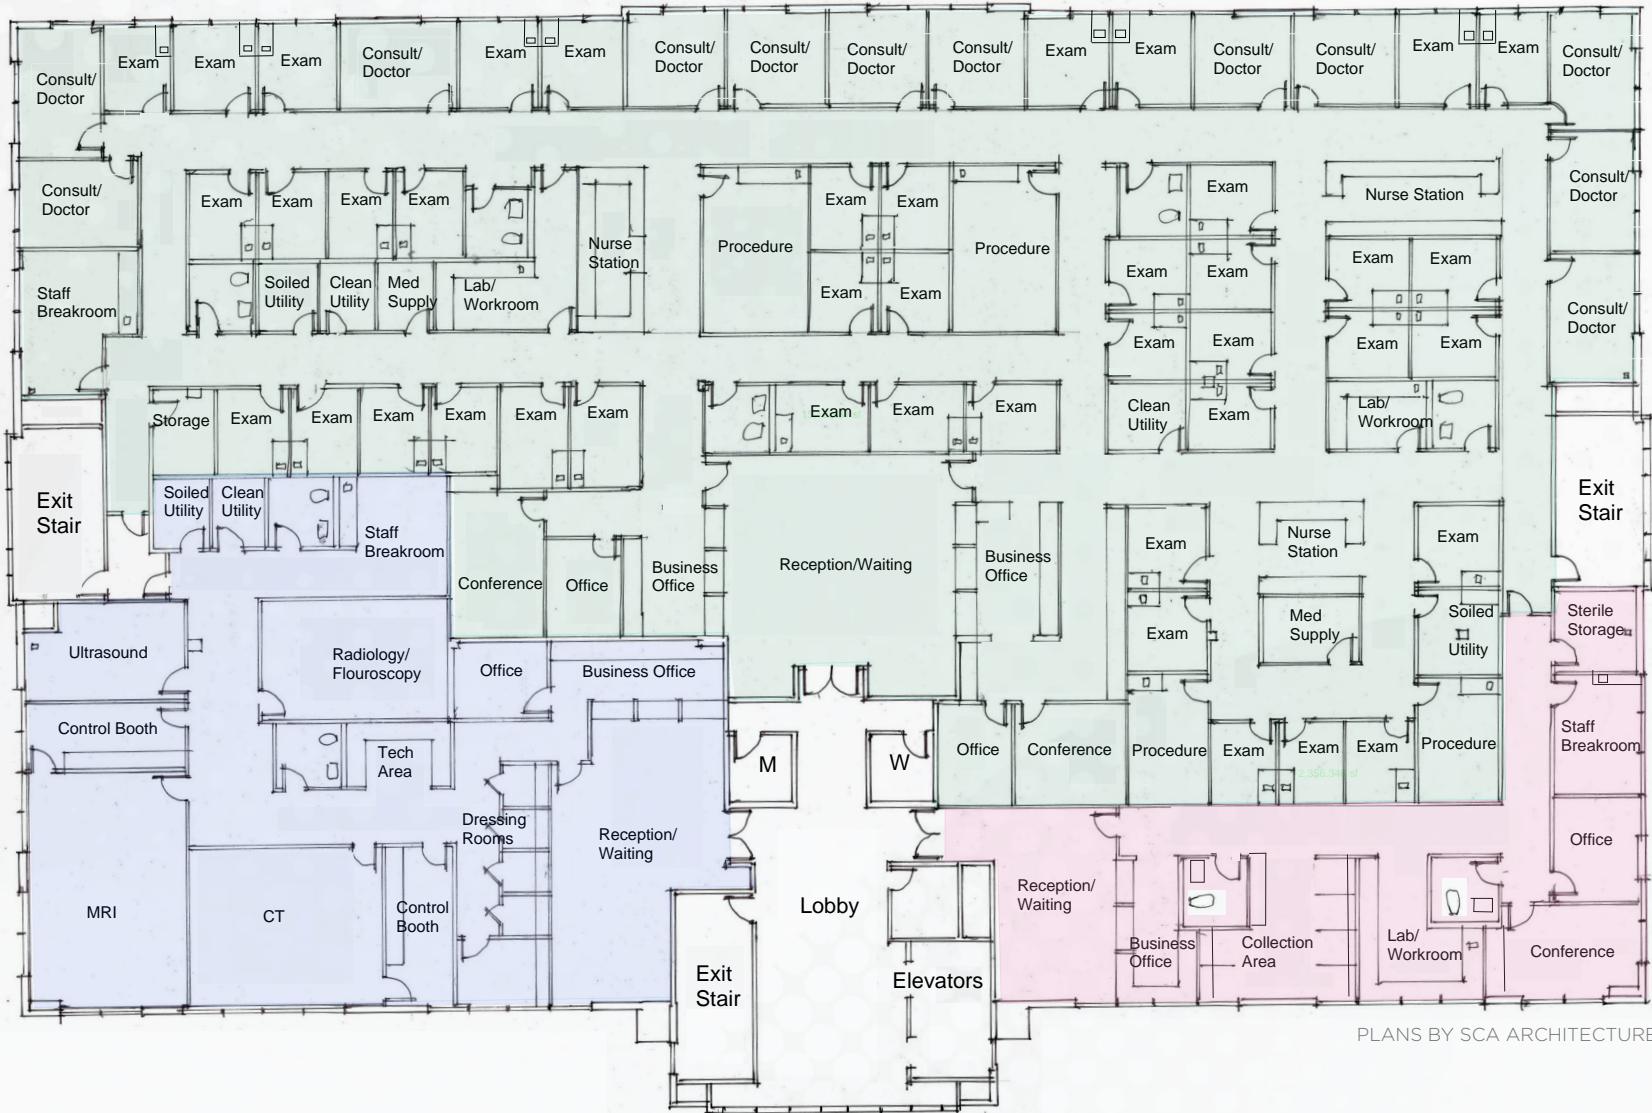 Consult/
Doctor
Exam
Exam
Exam
Consult/
Doctor
Exam
Exam
Consult/
Doctor
Consult/
Doctor
Consult/
Doctor
Consult/
Doctor
Exam
Exam
Consult/
Doctor
Consult/
Doctor
Exam
Exam
Consult/
Doctor
Consult/
Doctor
Exam
Exam
Exam
Exam
Nurse
Station
Procedure
Exam
Exam
Procedure
Exam
Nurse Station
Consult/
Doctor
Staff
Breakroom
Soiled
Utility
Clean
Utility
Med
Supply
Lab/
Workroom
Exam
Exam
Exam
Exam
Exam
Exam
Consult/
Doctor
Exam
Exam
Exam
Exam
Storage
Exam
Exam
Exam
Exam
Exam
Exam
Exam
Exam
Exam
Clean
Utility
Exam
Lab/
Workroom
Exit
Stair
Soiled
Utility
Clean
Utility
Staff
Breakroom
Conference
Office
Business
Office
Reception/Waiting
Business
Office
Exam
Nurse
Station
Exam
Exit
Stair
Ultrasound
Radiology/
Flouroscopy
Office
Business Office
Exam
Med
Supply
Soiled
Utility
Sterile
Storage
Control Booth
Tech
Area
M
W
Office
Conference
Procedure
Exam
Exam
Exam
Procedure
Staff
Breakroom
Dressing
Rooms
Reception/
Waiting
Office
MRI
CT
Control
Booth
Lobby
Reception/
Waiting
Business
Office
Collection
Area
Lab/
Workroom
Conference
Exit
Stair
Elevators
PLANS BY SCA ARCHITECTURE